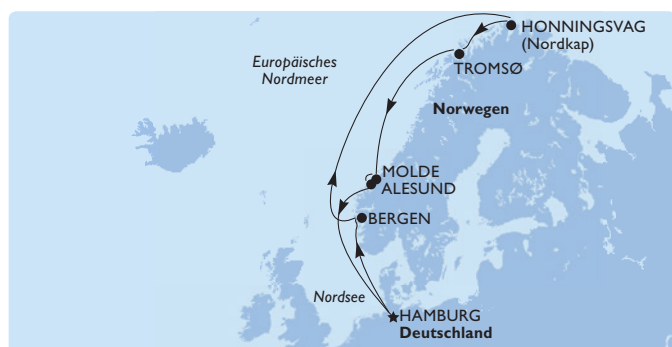 HONNINGSVAG
(Nordkap)
Europäisches
Nordmeer
TROMSØ
Norwegen
MOLDE
ALESUND
BERGEN
Nordsee
HAMBURG
Deutschland